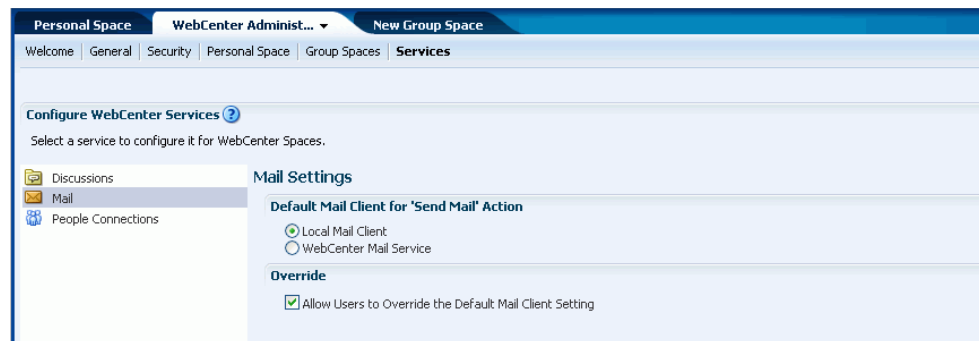 Personal Space WebCenter Administ... New Group Space
Welcome General Security Personal Space Group Spaces Services
Configure WebCenter Services ?
Select a service to configure it for WebCenter Spaces.
Discussions
Mail
People Connections
Mail Settings
Default Mail Client for 'Send Mail' Action
Local Mail Client
WebCenter Mail Service
Override
Allow Users to Override the Default Mail Client Setting